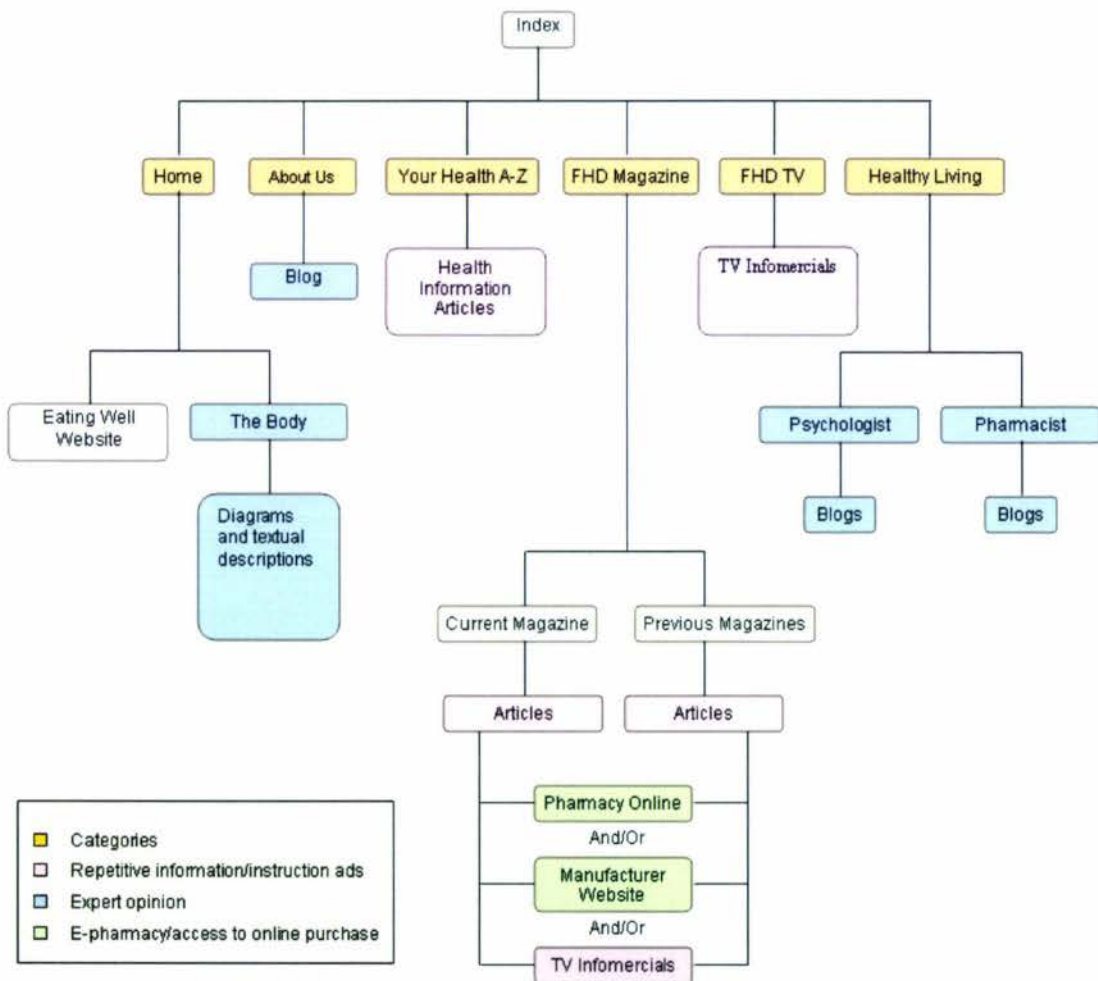 Index
Home
About Us
Your Health A-Z
FHD Magazine
FHD TV
Healthy Living
Blog
Health
Information
Articles
TV Infomercials
Eating Well
Website
The Body
Psychologist
Pharmacist
Diagrams
and textual
descriptions
Blogs
Blogs
Current Magazine
Previous Magazines
Articles
Articles
Pharmacy Online
And/Or
Manufacturer
Website
And/Or
TV Infomercials
Categories
Repetitive information/instruction ads
Expert opinion
E-pharmacy/access to online purchase